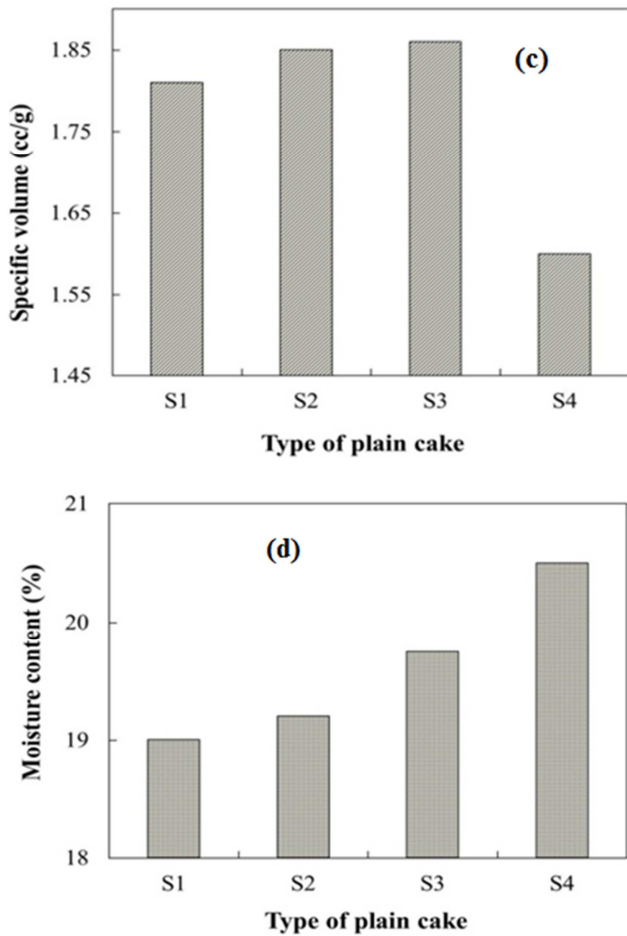 Specific volume (cc/g)
1.85
1.75
1.65
1.55
1.45
(c)
S1 S2 S3 S4
Type of plain cake
Moisture content (%)
21
20
19
18
(d)
S1 S2 S3 S4
Type of plain cake